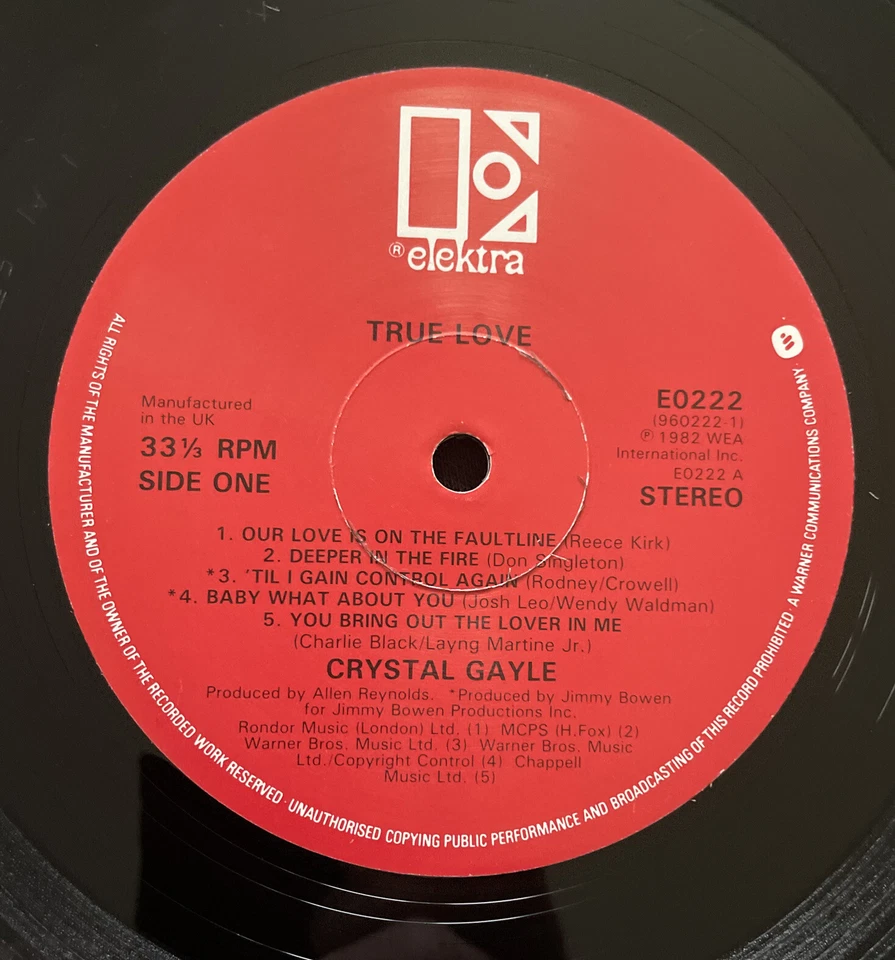 ® elektra
TRUE LOVE
Manufactured
in the UK
33⅓ RPM
SIDE ONE
E0222
(960222-1)
℗ 1982 WEA
International Inc.
E0222 A
STEREO
1. OUR LOVE IS ON THE FAULTLINE (Reece Kirk)
2. DEEPER IN THE FIRE (Don Singleton)
*3. 'TIL I GAIN CONTROL AGAIN (Rodney/Crowell)
*4. BABY WHAT ABOUT YOU (Josh Leo/Wendy Waldman)
5. YOU BRING OUT THE LOVER IN ME
(Charlie Black/Layng Martine Jr.)
CRYSTAL GAYLE
Produced by Allen Reynolds. *Produced by Jimmy Bowen
for Jimmy Bowen Productions Inc.
Rondor Music (London) Ltd. (1) MCPS (H.Fox) (2)
Warner Bros. Music Ltd. (3) Warner Bros. Music
Ltd./Copyright Control (4) Chappell
Music Ltd. (5)
ALL RIGHTS OF THE MANUFACTURER AND OF THE OWNER OF THE RECORDED WORK RESERVED · UNAUTHORISED COPYING PUBLIC PERFORMANCE AND BROADCASTING OF THIS RECORD PROHIBITED · A WARNER COMMUNICATIONS COMPANY